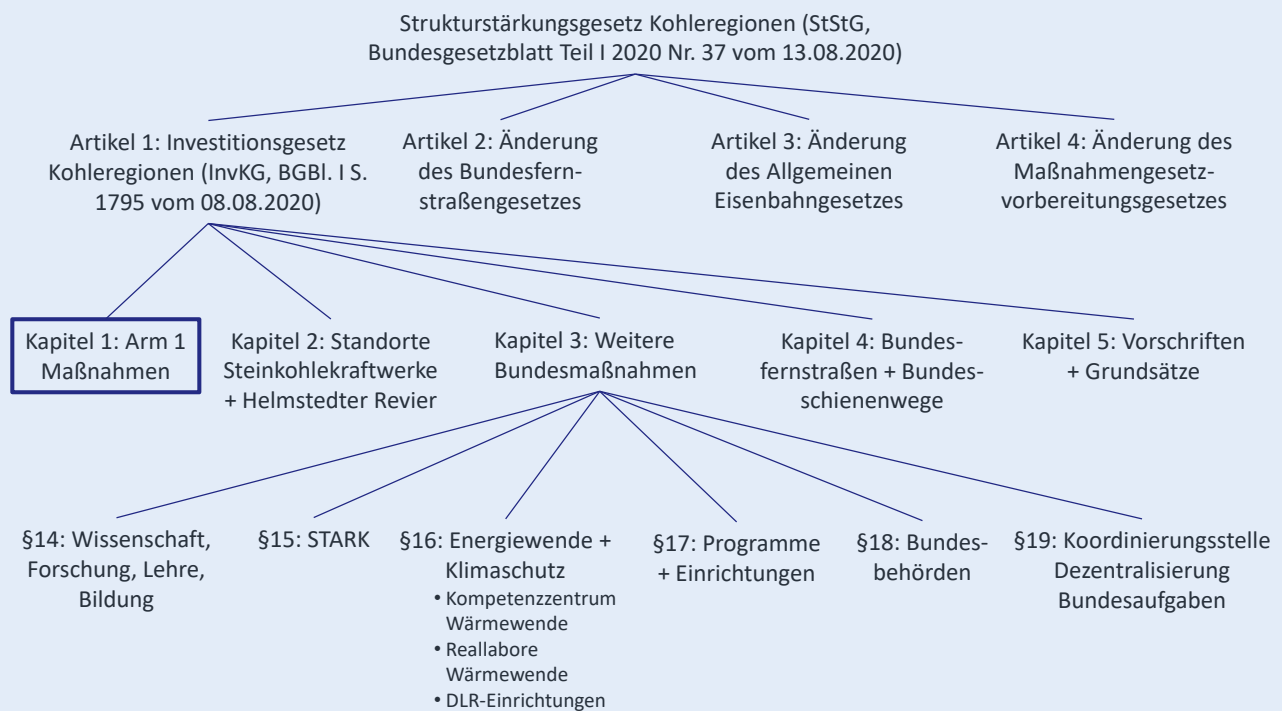 Strukturstärkungsgesetz Kohleregionen (StStG,
Bundesgesetzblatt Teil I 2020 Nr. 37 vom 13.08.2020)
Artikel 1: Investitionsgesetz
Kohleregionen (InvKG, BGBl. I S.
1795 vom 08.08.2020)
Artikel 2: Änderung
des Bundesfern-
straßengesetzes
Artikel 3: Änderung
des Allgemeinen
Eisenbahngesetzes
Artikel 4: Änderung des
Maßnahmengesetz-
vorbereitungsgesetzes
Kapitel 1: Arm 1
Maßnahmen
Kapitel 2: Standorte
Steinkohlekraftwerke
+ Helmstedter Revier
Kapitel 3: Weitere
Bundesmaßnahmen
Kapitel 4: Bundes-
fernstraßen + Bundes-
schienenwege
Kapitel 5: Vorschriften
+ Grundsätze
§14: Wissenschaft,
Forschung, Lehre,
Bildung
§15: STARK
§16: Energiewende +
Klimaschutz
• Kompetenzzentrum
Wärmewende
• Reallabore
Wärmewende
• DLR-Einrichtungen
§17: Programme
+ Einrichtungen
§18: Bundes-
behörden
§19: Koordinierungsstelle
Dezentralisierung
Bundesaufgaben